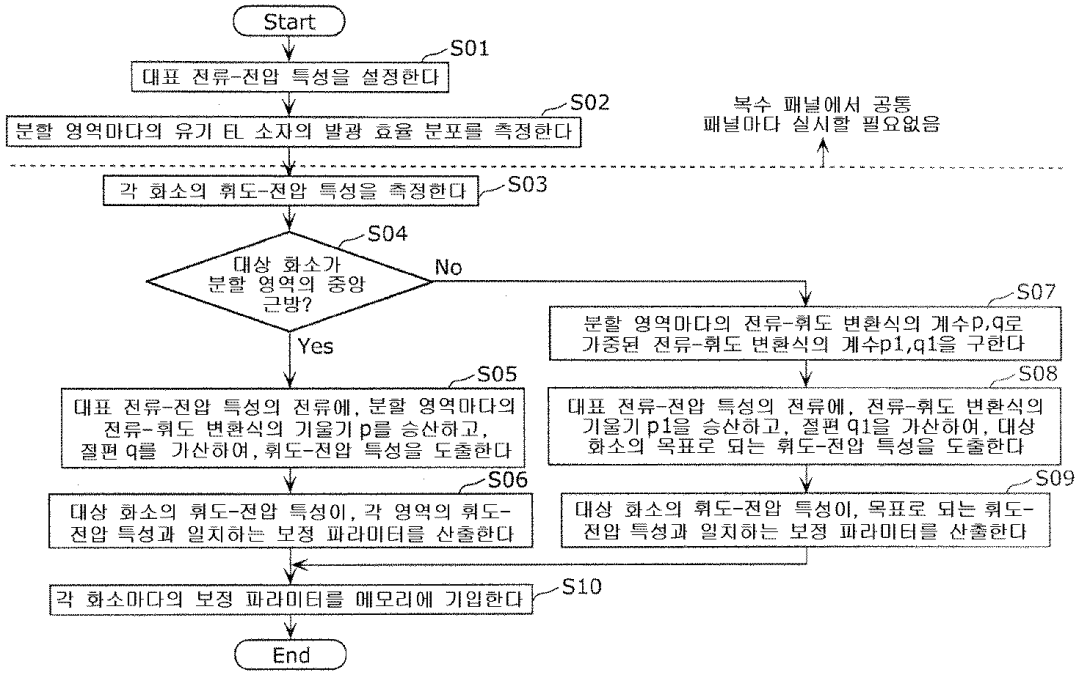 Start
S01
대표 전류-전압 특성을 설정한다
S02
분할 영역마다의 유기 EL 소자의 발광 효율 분포를 측정한다
복수 패널에서 공통
패널마다 실시할 필요없음
S03
각 화소의 휘도-전압 특성을 측정한다
S04
대상 화소가
분할 영역의 중앙
근방?
No
Yes
S05
대표 전류-전압 특성의 전류에, 분할 영역마다의
전류-휘도 변환식의 기울기 p를 승산하고,
절편 q를 가산하여, 휘도-전압 특성을 도출한다
S06
대상 화소의 휘도-전압 특성이, 각 영역의 휘도-
전압 특성과 일치하는 보정 파라미터를 산출한다
S07
분할 영역마다의 전류-휘도 변환식의 계수p,q로
가중된 전류-휘도 변환식의 계수p1,q1을 구한다
S08
대표 전류-전압 특성의 전류에, 전류-휘도 변환식의
기울기 p1을 승산하고, 절편 q1을 가산하여, 대상
화소의 목표로 되는 휘도-전압 특성을 도출한다
S09
대상 화소의 휘도-전압 특성이, 목표로 되는 휘도-
전압 특성과 일치하는 보정 파라미터를 산출한다
S10
각 화소마다의 보정 파라미터를 메모리에 기입한다
End